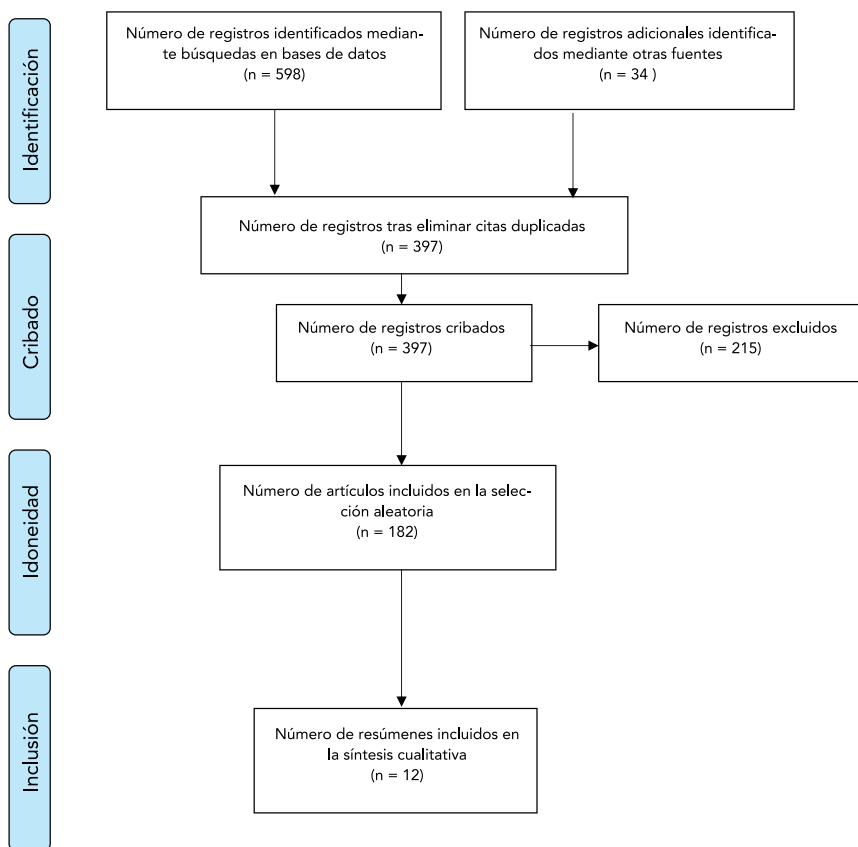 Identificación
Número de registros identificados median-
te búsquedas en bases de datos
(n = 598)
Número de registros adicionales identifica-
dos mediante otras fuentes
(n = 34 )
Número de registros tras eliminar citas duplicadas
(n = 397)
Cribado
Número de registros cribados
(n = 397)
Número de registros excluidos
(n = 215)
Idoneidad
Número de artículos incluidos en la selec-
ción aleatoria
(n = 182)
Inclusión
Número de resúmenes incluidos en
la síntesis cualitativa
(n = 12)